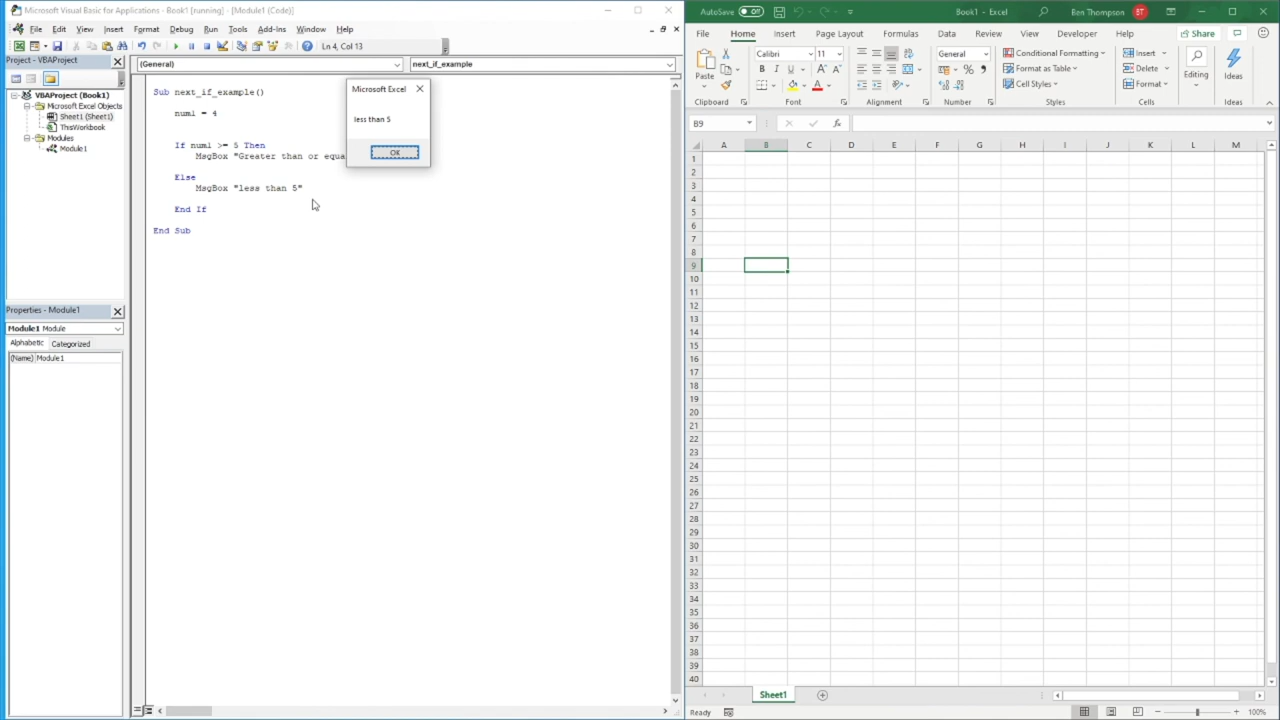 Microsoft Visual Basic for Applications - Book1 [running] - [Module1 (Code)]
File Edit View Insert Format Debug Run Tools Add-Ins Window Help
Ln 4, Col 13
Project - VBAProject
VBAProject (Book1)
Microsoft Excel Objects
Sheet1 (Sheet1)
ThisWorkbook
Modules
Module1
Properties - Module1
Module1 Module
Alphabetic Categorized
(Name) Module1
(General) next_if_example
Sub next_if_example()
num1 = 4
If num1 >= 5 Then
MsgBox "Greater than or equa
Else
MsgBox "less than 5"
End If
End Sub
Microsoft Excel
less than 5
OK
AutoSave Off Book1 - Excel Ben Thompson BT
File Home Insert Page Layout Formulas Data Review View Developer Help Share
Paste
Calibri 11
B I U
A A
General
Conditional Formatting
Format as Table
Cell Styles
Insert
Delete
Format
Editing
Ideas
Clipboard Font Alignment Number Styles Cells Ideas
B9 fx
A B C D E F G H I J K L M
1
2
3
4
5
6
7
8
9
10
11
12
13
14
15
16
17
18
19
20
21
22
23
24
25
26
27
28
29
30
31
32
33
34
35
36
37
38
39
40
Sheet1
Ready 100%